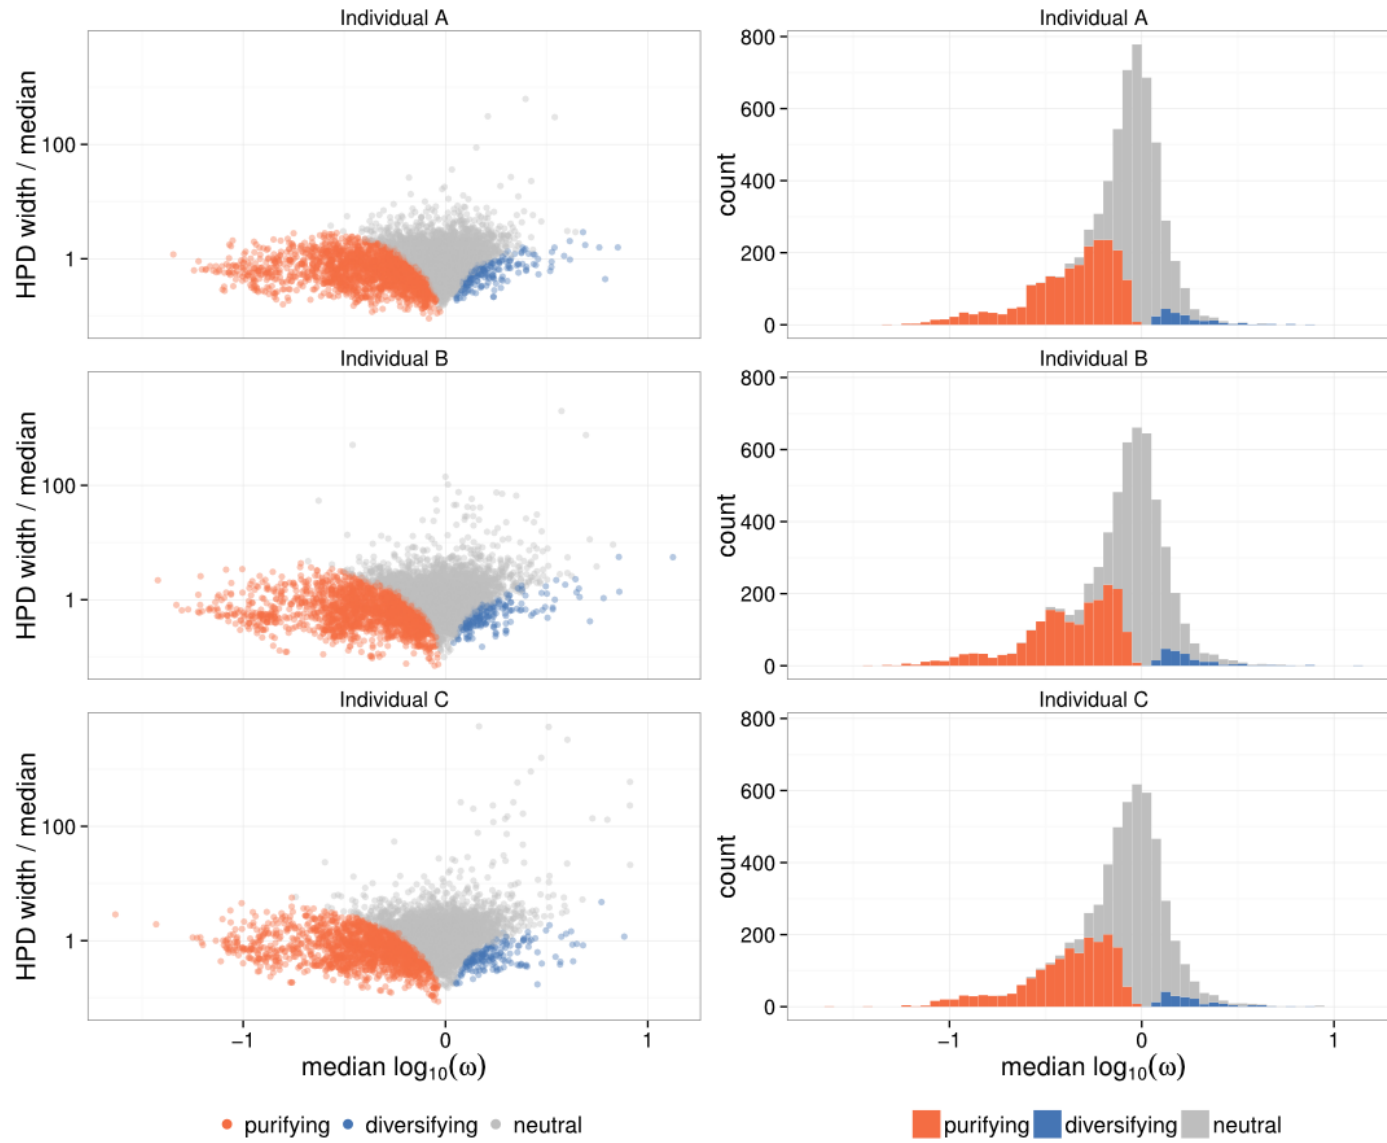 Individual A
HPD width / median
100
1
Individual A
count
800
600
400
200
0
Individual B
HPD width / median
100
1
Individual B
count
800
600
400
200
0
Individual C
HPD width / median
100
1
−1 0 1
median log₁₀(ω)
Individual C
count
800
600
400
200
0
−1 0 1
median log₁₀(ω)
purifying diversifying neutral
purifying diversifying neutral